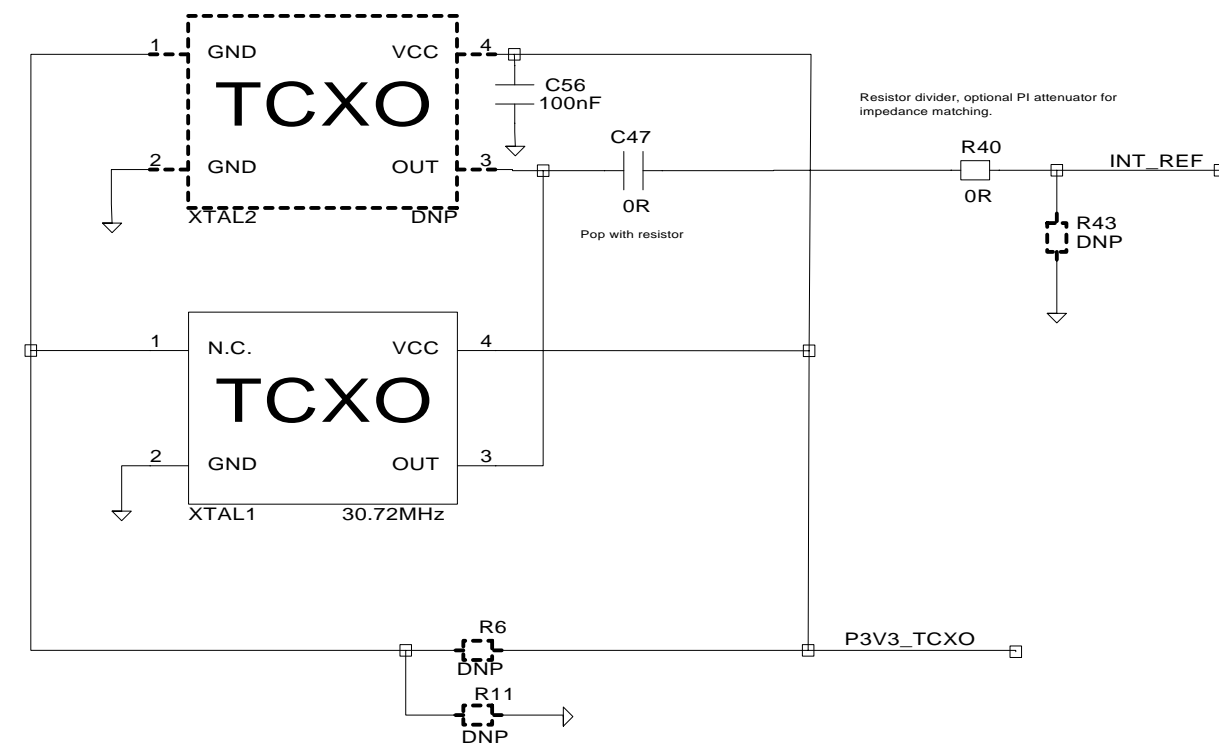 1 GND VCC 4
TCXO
C56
100nF
2 GND OUT 3
XTAL2 DNP
C47
0R
Pop with resistor
Resistor divider, optional PI attenuator for
impedance matching.
R40
0R
INT_REF
R43
DNP
1 N.C. VCC 4
TCXO
2 GND OUT 3
XTAL1 30.72MHz
R6
DNP
P3V3_TCXO
R11
DNP